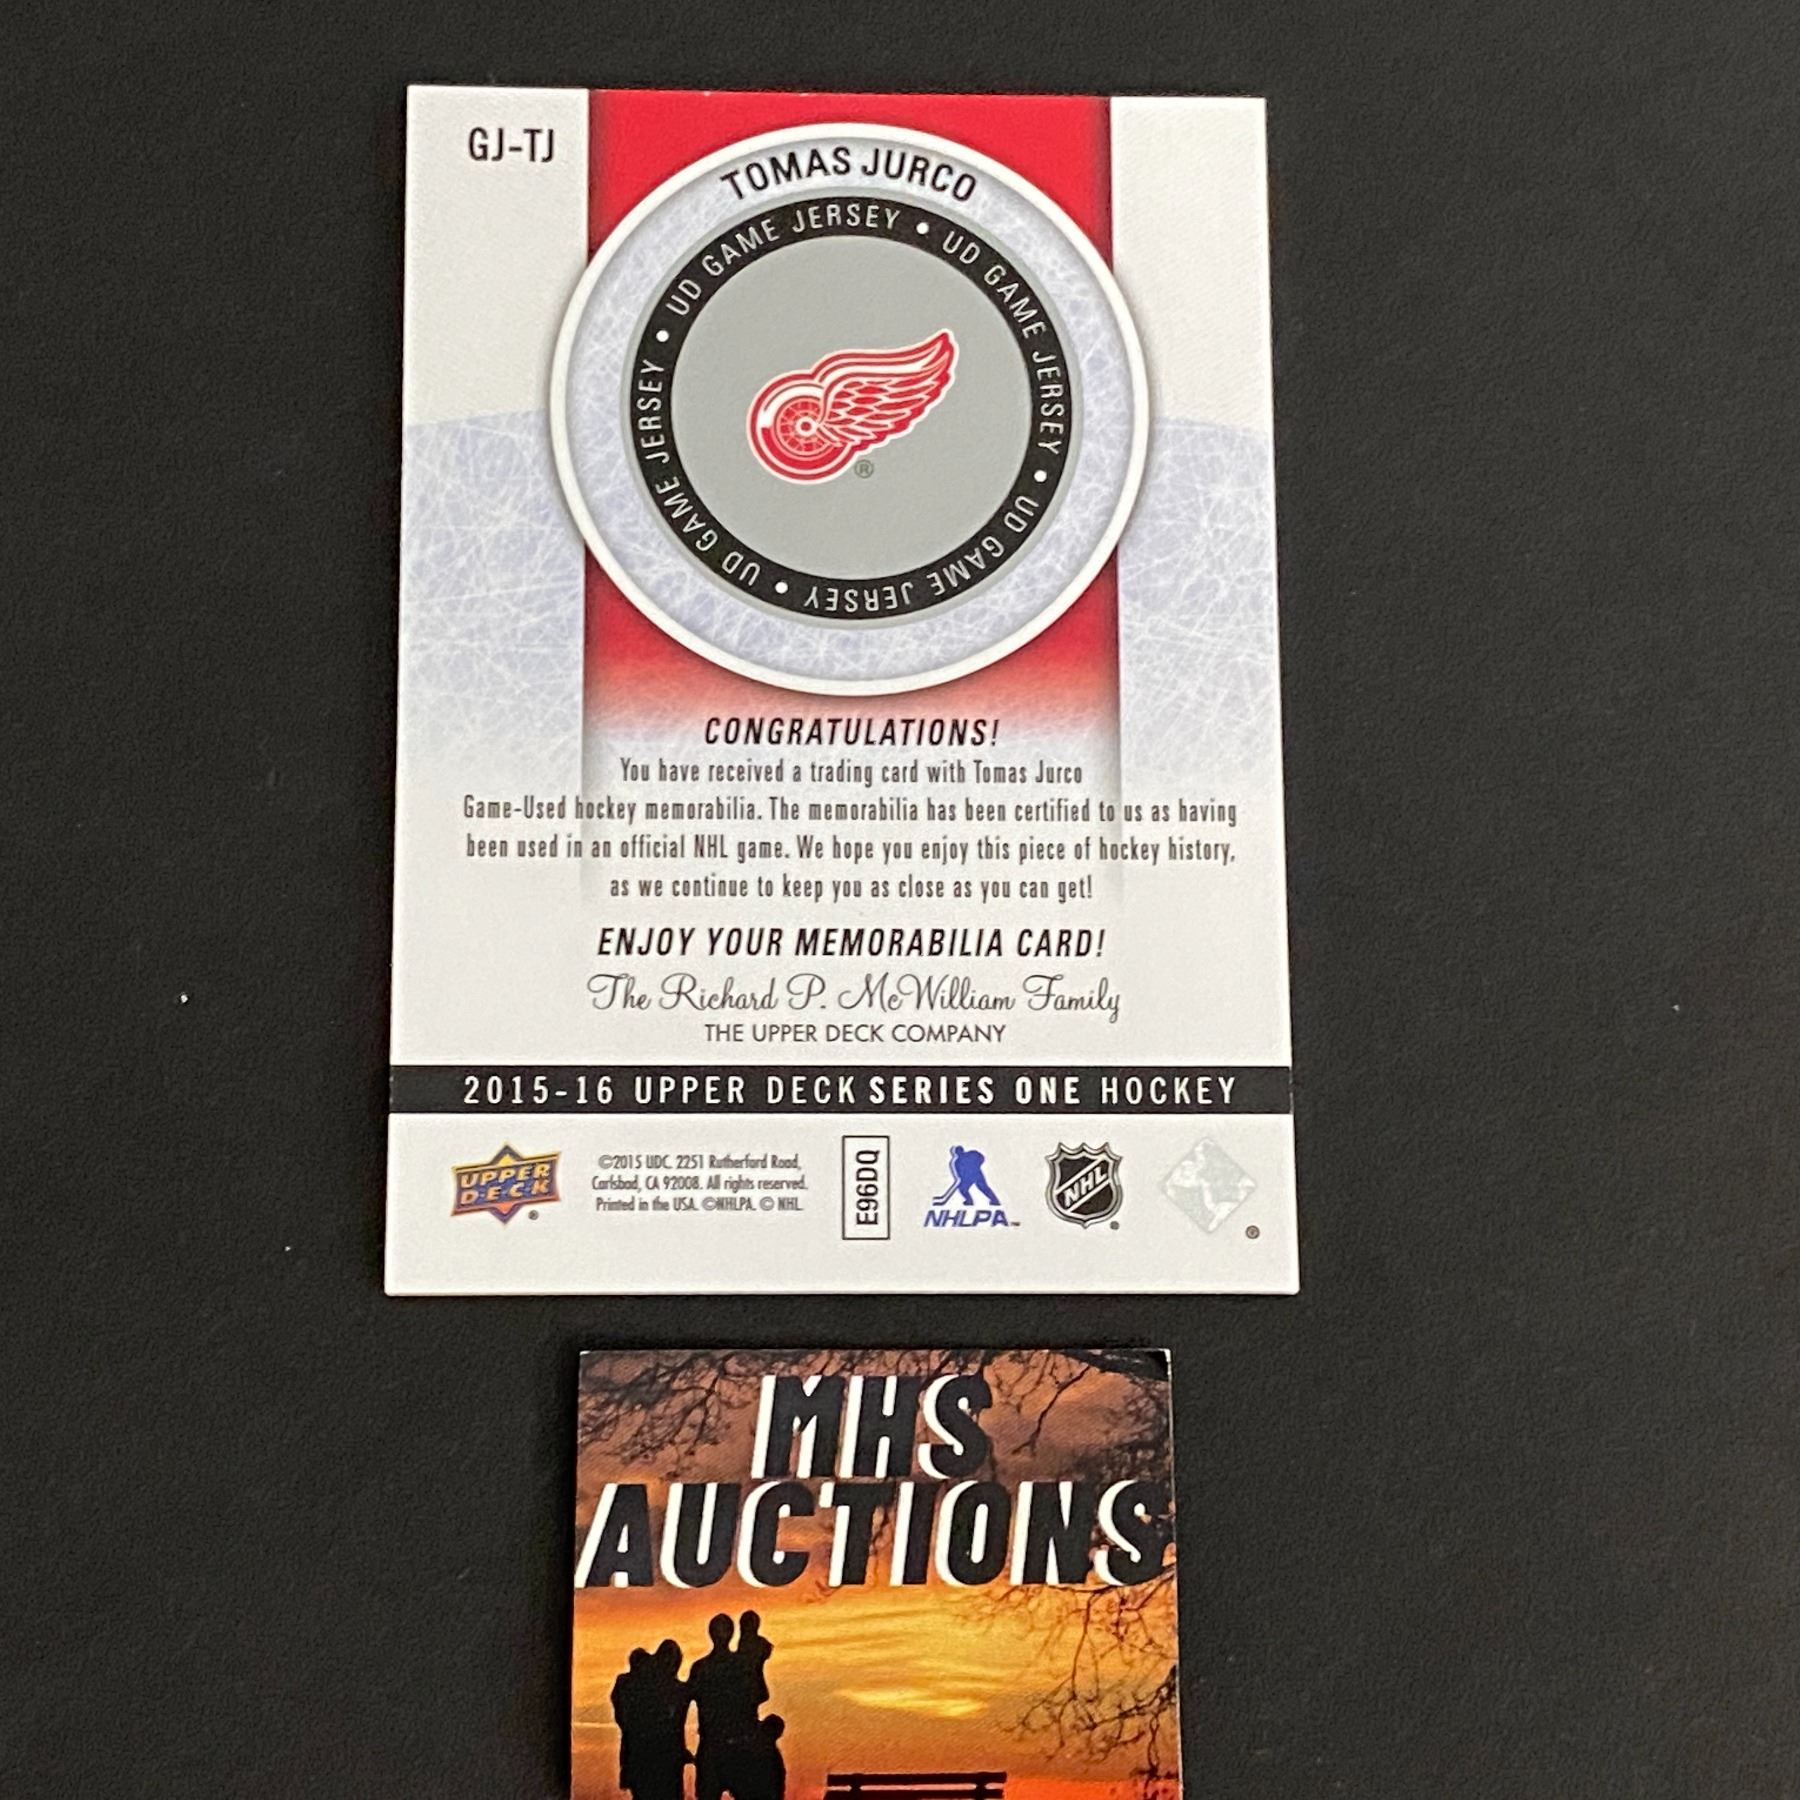 GJ-TJ
TOMAS JURCO
UD GAME JERSEY • UD GAME JERSEY • UD GAME JERSEY • UD GAME JERSEY •
®
CONGRATULATIONS!
You have received a trading card with Tomas Jurco
Game-Used hockey memorabilia. The memorabilia has been certified to us as having
been used in an official NHL game. We hope you enjoy this piece of hockey history,
as we continue to keep you as close as you can get!
ENJOY YOUR MEMORABILIA CARD!
The Richard P. McWilliam Family
THE UPPER DECK COMPANY
2015-16 UPPER DECK SERIES ONE HOCKEY
UPPER
DECK
©2015 UDC. 2251 Rutherford Road,
Carlsbad, CA 92008. All rights reserved.
Printed in the USA. ©NHLPA. © NHL.
E96DQ
NHLPA™
NHL
MHS
AUCTIONS